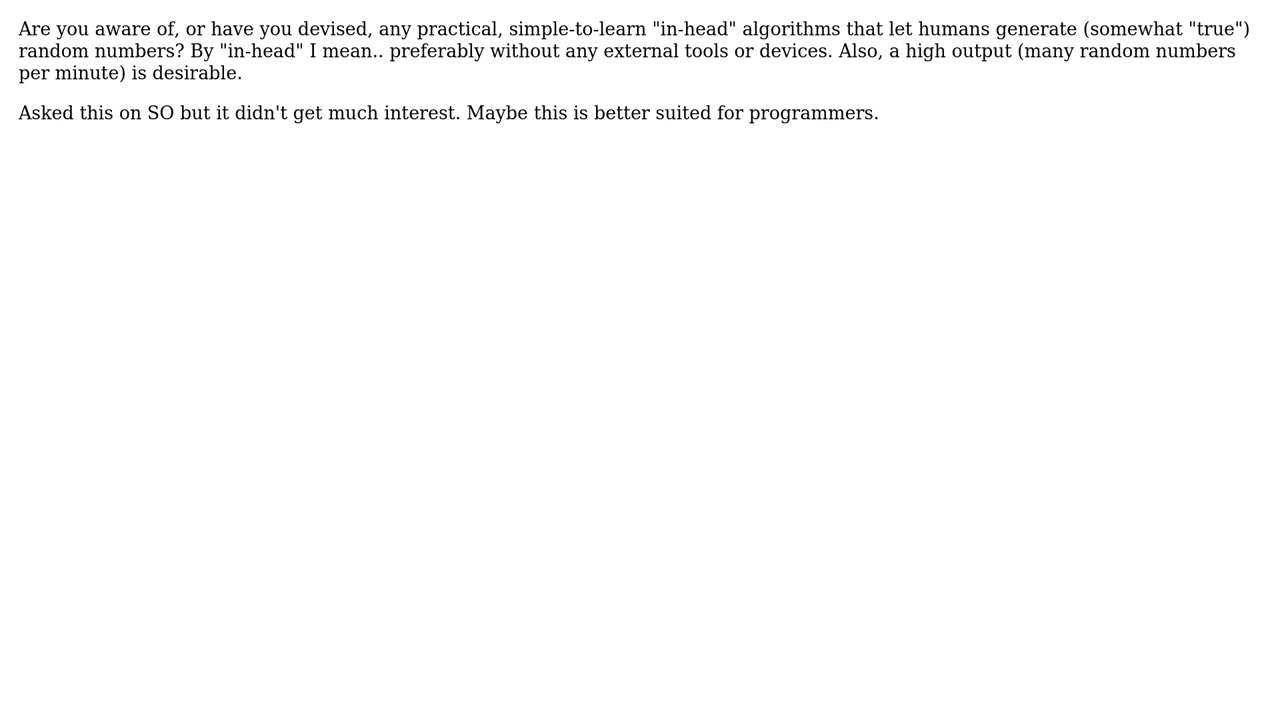 Are you aware of, or have you devised, any practical, simple-to-learn "in-head" algorithms that let humans generate (somewhat "true")
random numbers? By "in-head" I mean.. preferably without any external tools or devices. Also, a high output (many random numbers
per minute) is desirable.
Asked this on SO but it didn't get much interest. Maybe this is better suited for programmers.